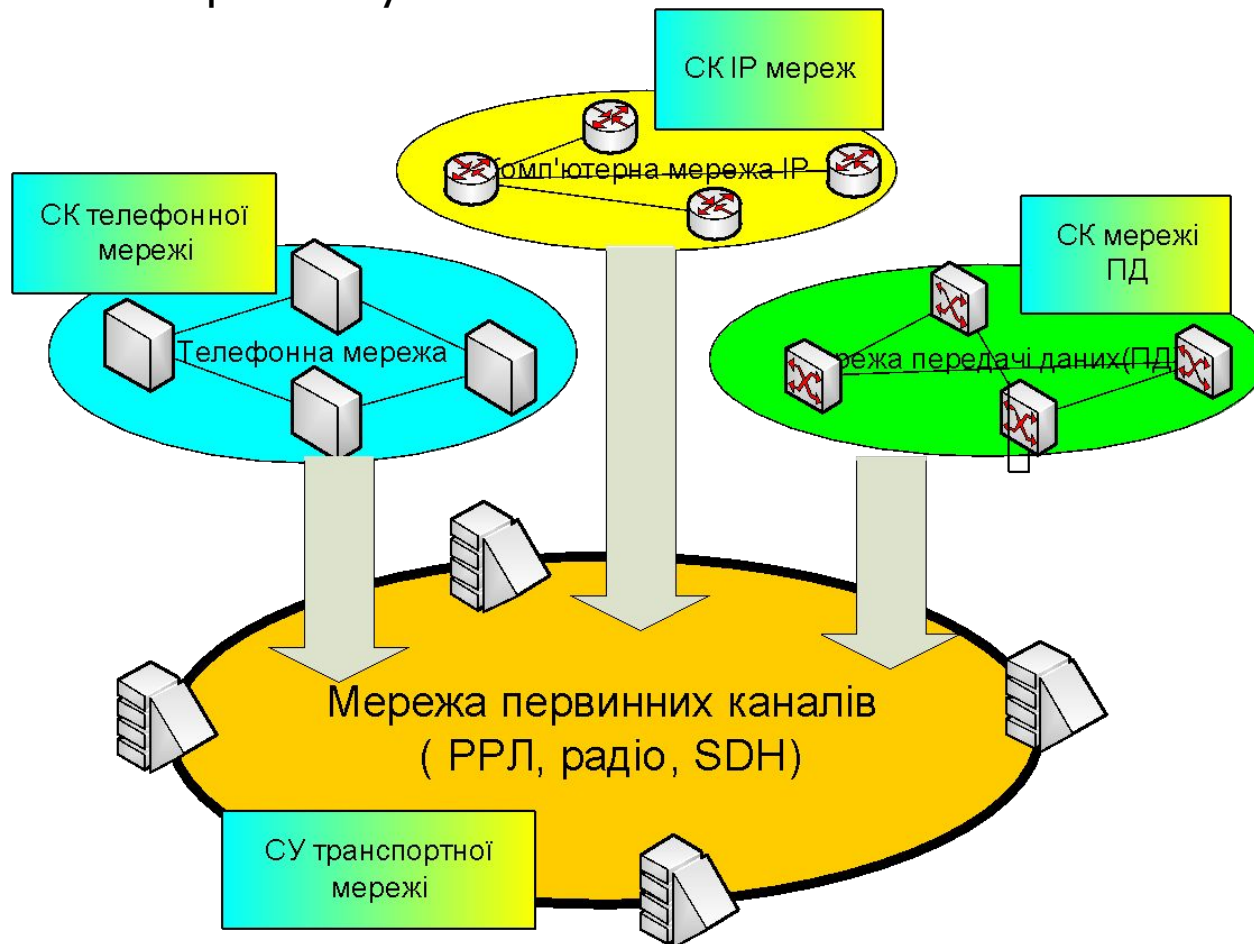 СК IP мереж
омп'ютерна мережа IP
СК телефонної
мережі
СК мережі
ПД
Телефонна мережа
режа передачі даних(ПД
Мережа первинних каналів
( РРЛ, радіо, SDH)
СУ транспортної
мережі